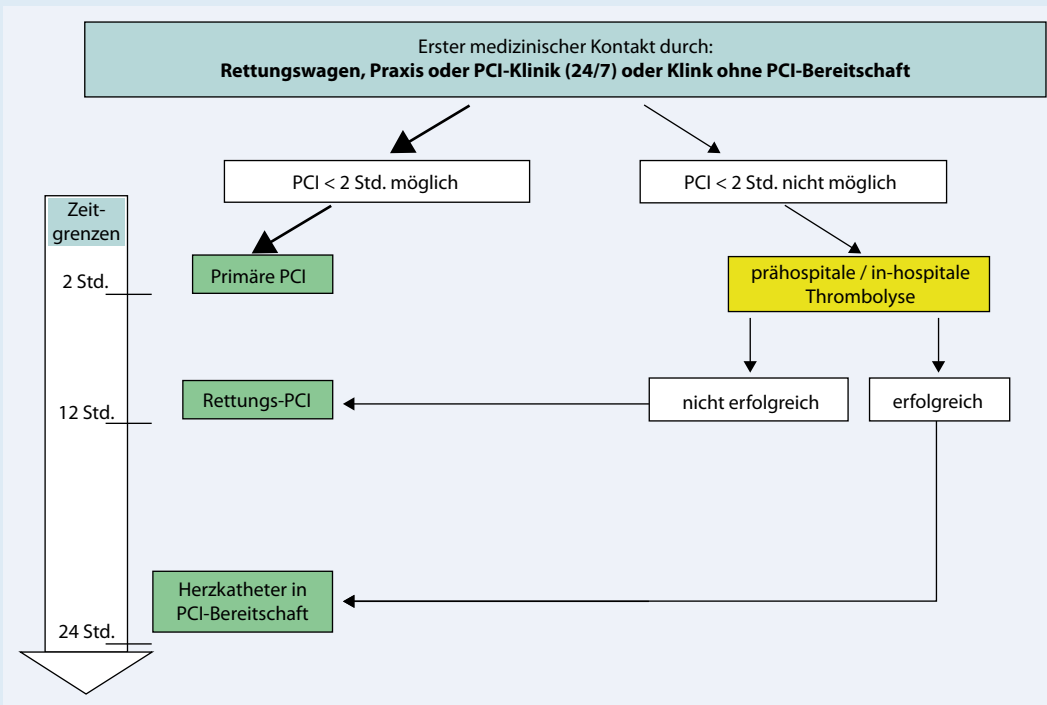 Erster medizinischer Kontakt durch:
Rettungswagen, Praxis oder PCI-Klinik (24/7) oder Klink ohne PCI-Bereitschaft
PCI < 2 Std. möglich
PCI < 2 Std. nicht möglich
Zeit-
grenzen
2 Std.
Primäre PCI
prähospitale / in-hospitale
Thrombolyse
12 Std.
Rettungs-PCI
nicht erfolgreich
erfolgreich
Herzkatheter in
PCI-Bereitschaft
24 Std.